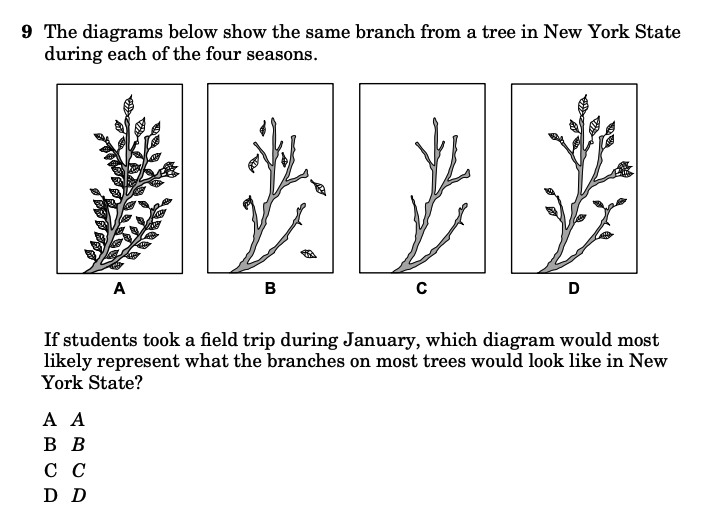 9 The diagrams below show the same branch from a tree in New York State
during each of the four seasons.
A B C D
If students took a field trip during January, which diagram would most
likely represent what the branches on most trees would look like in New
York State?
A A
B B
C C
D D